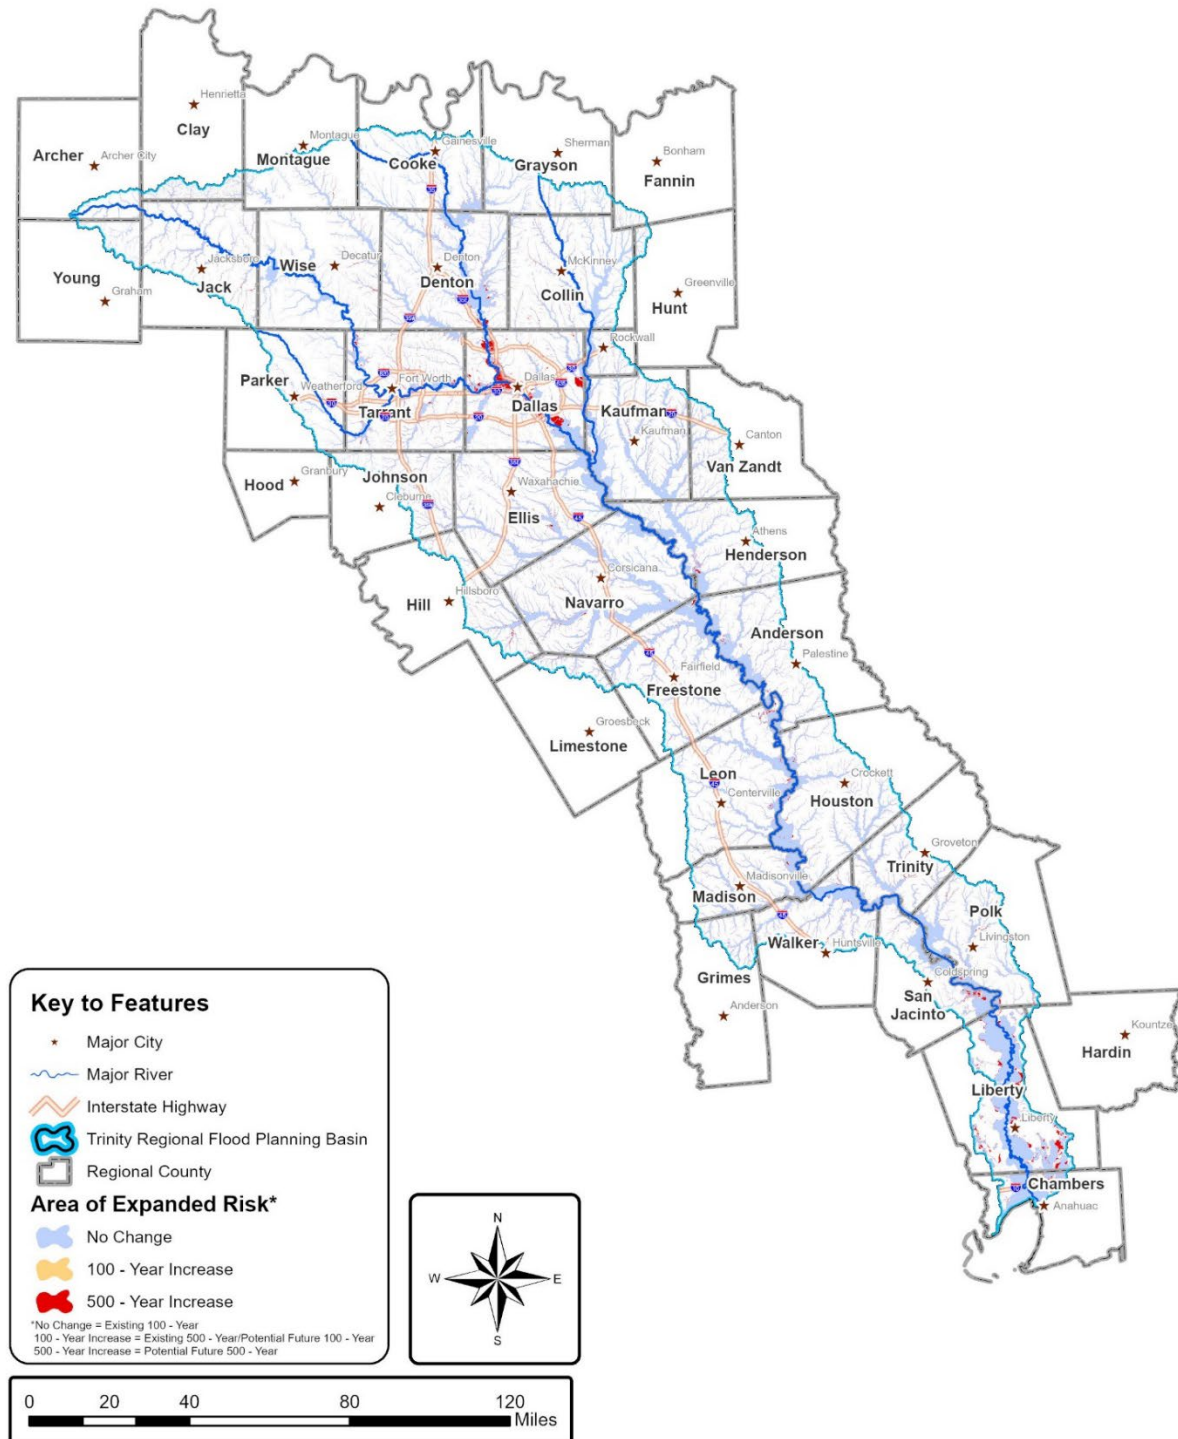 Henrietta
Clay
Archer
Archer City
Montague
Montague
Gainesville
Cooke
Sherman
Grayson
Bonham
Fannin
Young
Graham
Jacksboro
Jack
Wise
Decatur
Denton
Denton
McKinney
Collin
Greenville
Hunt
Rockwall
Parker
Weatherford
Fort Worth
Tarrant
Dallas
Dallas
Kaufman
Kaufman
Canton
Van Zandt
Hood
Granbury
Johnson
Cleburne
Waxahachie
Ellis
Athens
Henderson
Hill
Hillsboro
Corsicana
Navarro
Anderson
Palestine
Fairfield
Freestone
Groesbeck
Limestone
Leon
Centerville
Crockett
Houston
Groveton
Trinity
Madisonville
Madison
Polk
Livingston
Walker
Huntsville
Grimes
Anderson
Coldspring
San
Jacinto
Kountze
Hardin
Liberty
Liberty
Chambers
Anahuac
Key to Features
Major City
Major River
Interstate Highway
Trinity Regional Flood Planning Basin
Regional County
Area of Expanded Risk*
No Change
100 - Year Increase
500 - Year Increase
*No Change = Existing 100 - Year
100 - Year Increase = Existing 500 - Year/Potential Future 100 - Year
500 - Year Increase = Potential Future 500 - Year
N
W E
S
0 20 40 80 120
Miles